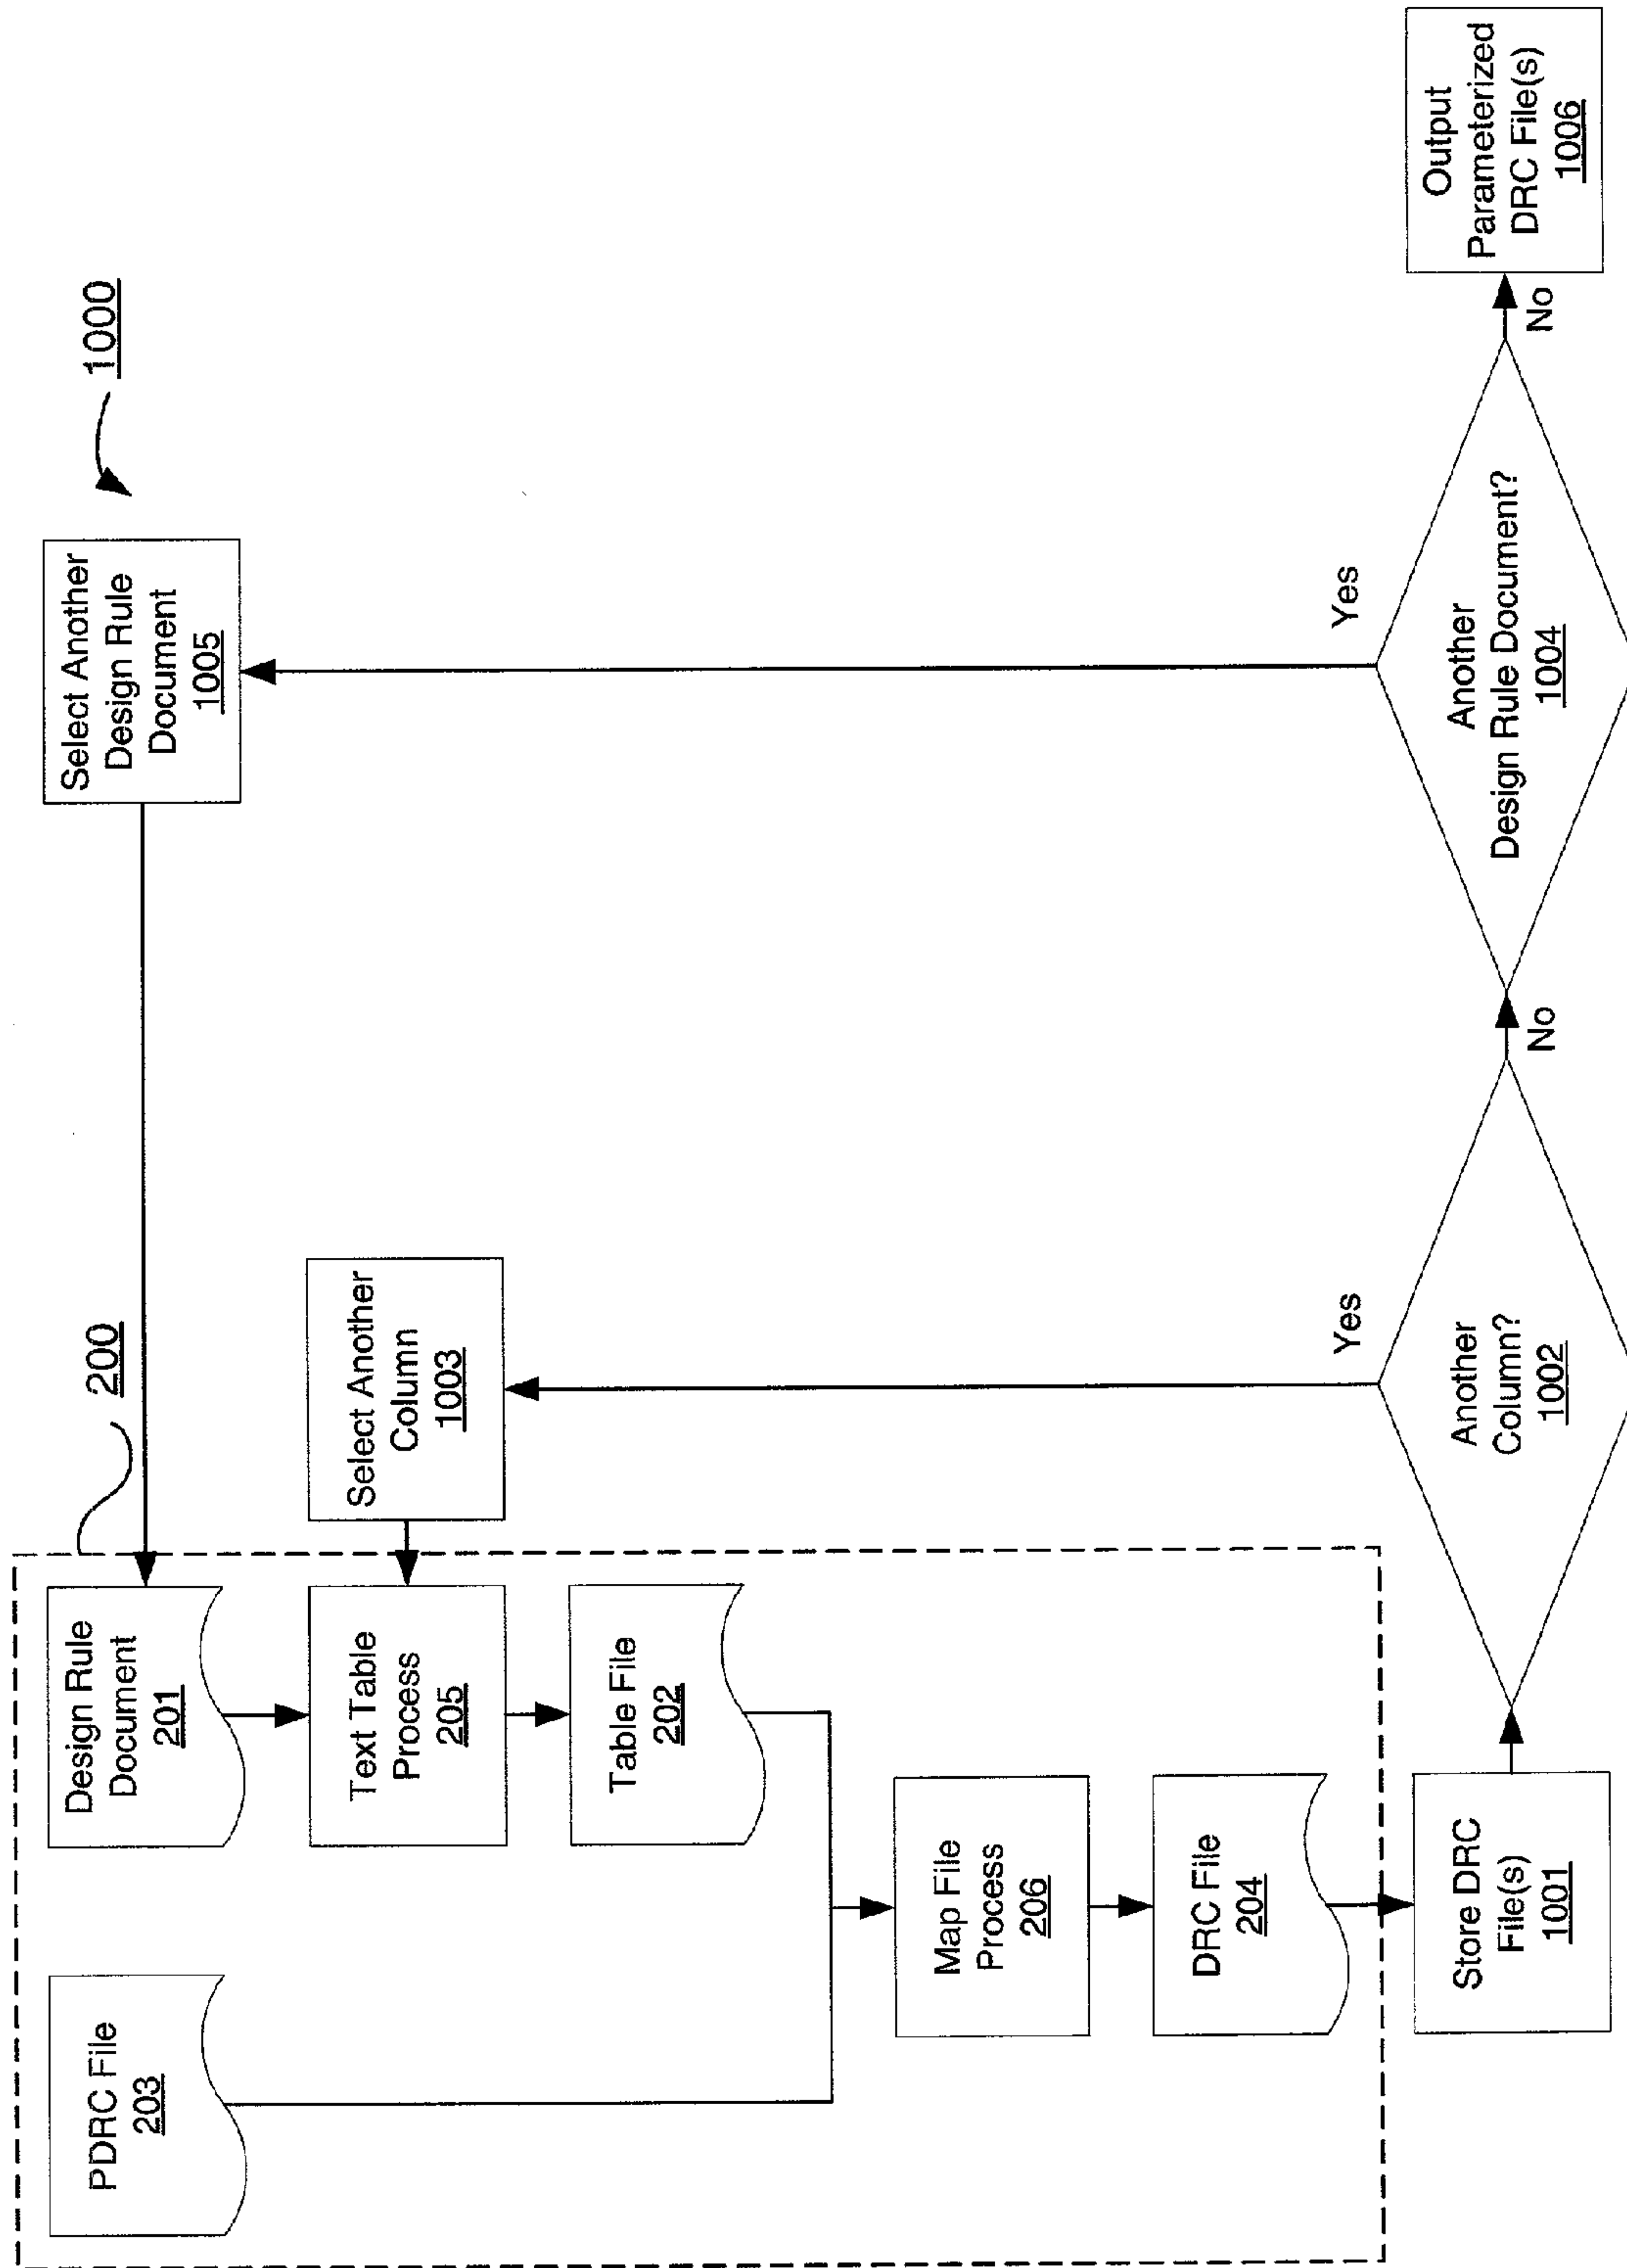 1000
200
PDRC File
203
Design Rule
Document
201
Select Another
Design Rule
Document
1005
Text Table
Process
205
Select Another
Column
1003
Table File
202
Map File
Process
206
DRC File
204
Store DRC
File(s)
1001
Another
Column?
1002
Yes
No
Another
Design Rule Document?
1004
Yes
No
Output
Parameterized
DRC File(s)
1006